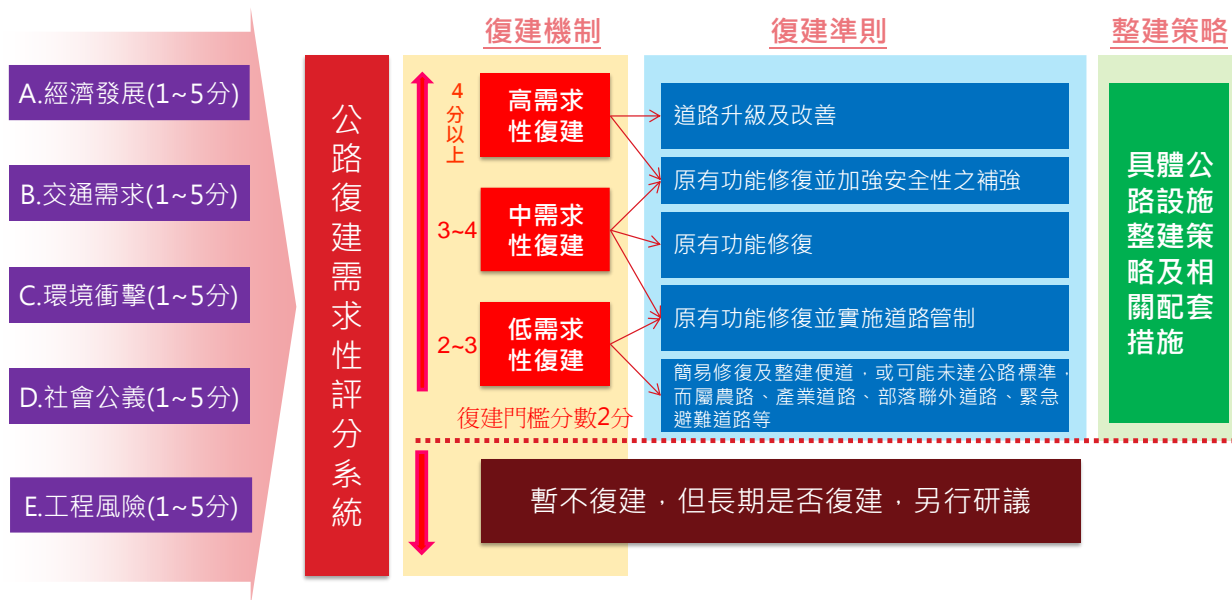 復建機制
復建準則
整建策略
A.經濟發展(1~5分)
B.交通需求(1~5分)
C.環境衝擊(1~5分)
D.社會公義(1~5分)
E.工程風險(1~5分)
公路復建需求性評分系統
4分以上
高需求
性復建
3~4
中需求
性復建
2~3
低需求
性復建
復建門檻分數2分
道路升級及改善
原有功能修復並加強安全性之補強
原有功能修復
原有功能修復並實施道路管制
簡易修復及整建便道，或可能未達公路標準，
而屬農路、產業道路、部落聯外道路、緊急
避難道路等
具體公
路設施
整建策
略及相
關配套
措施
暫不復建，但長期是否復建，另行研議